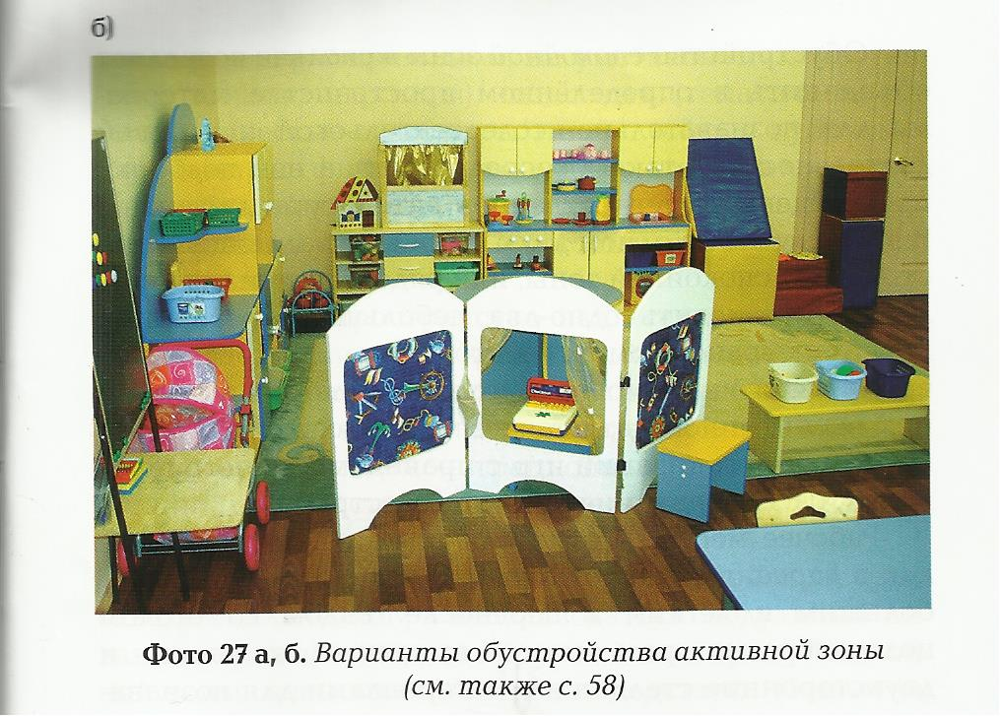 б)
Фото 27 а, б. Варианты обустройства активной зоны
(см. также с. 58)